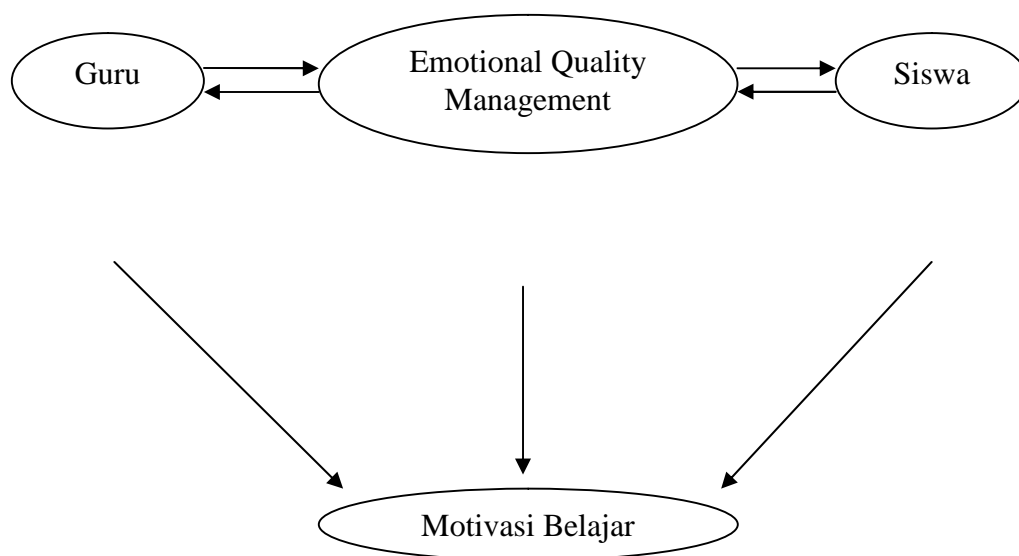 Guru
Emotional Quality
Management
Siswa
Motivasi Belajar